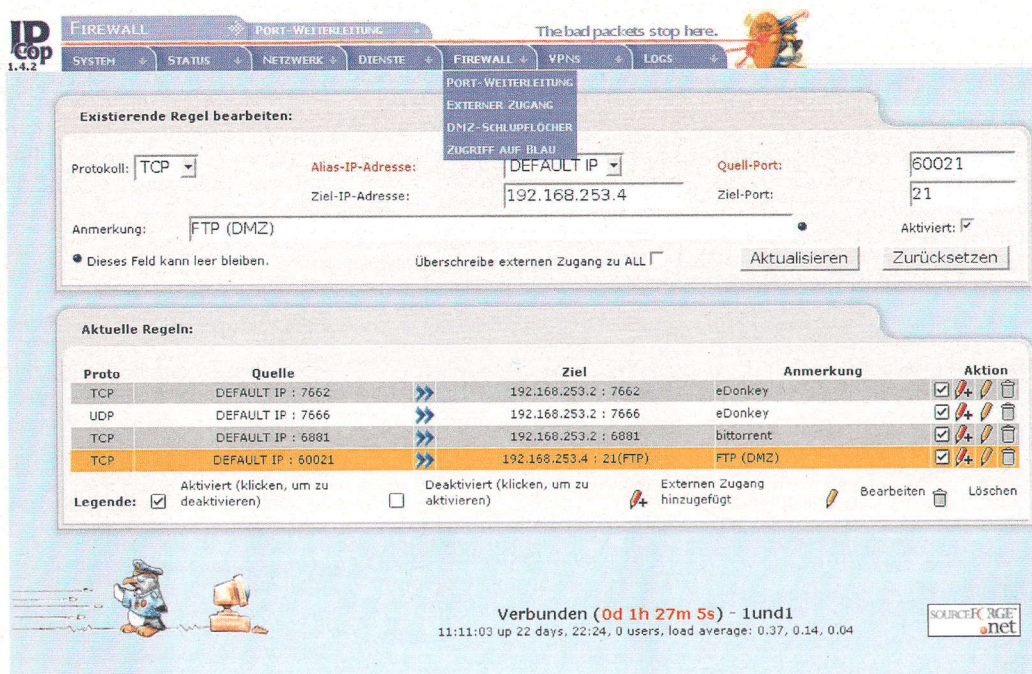 IPCop
1.4.2
FIREWALL PORT-WEITERLEITUNG The bad packets stop here.
SYSTEM STATUS NETZWERK DIENSTE FIREWALL VPNS LOGS
PORT-WEITERLEITUNG
EXTERNER ZUGANG
DMZ-SCHLUPFLÖCHER
ZUGRIFF AUF BLAU
Existierende Regel bearbeiten:
Protokoll: TCP Alias-IP-Adresse: DEFAULT IP Quell-Port: 60021
Ziel-IP-Adresse: 192.168.253.4 Ziel-Port: 21
Anmerkung: FTP (DMZ) Aktiviert:
Dieses Feld kann leer bleiben. Überschreibe externen Zugang zu ALL Aktualisieren Zurücksetzen
Aktuelle Regeln:
Proto Quelle Ziel Anmerkung Aktion
TCP DEFAULT IP : 7662 192.168.253.2 : 7662 eDonkey
UDP DEFAULT IP : 7666 192.168.253.2 : 7666 eDonkey
TCP DEFAULT IP : 6881 192.168.253.2 : 6881 bittorrent
TCP DEFAULT IP : 60021 192.168.253.4 : 21(FTP) FTP (DMZ)
Legende: Aktiviert (klicken, um zu deaktivieren) Deaktiviert (klicken, um zu aktivieren) Externen Zugang hinzugefügt Bearbeiten Löschen
Verbunden (0d 1h 27m 5s) - 1und1
11:11:03 up 22 days, 22:24, 0 users, load average: 0.37, 0.14, 0.04
SOURCEFORGE
.net